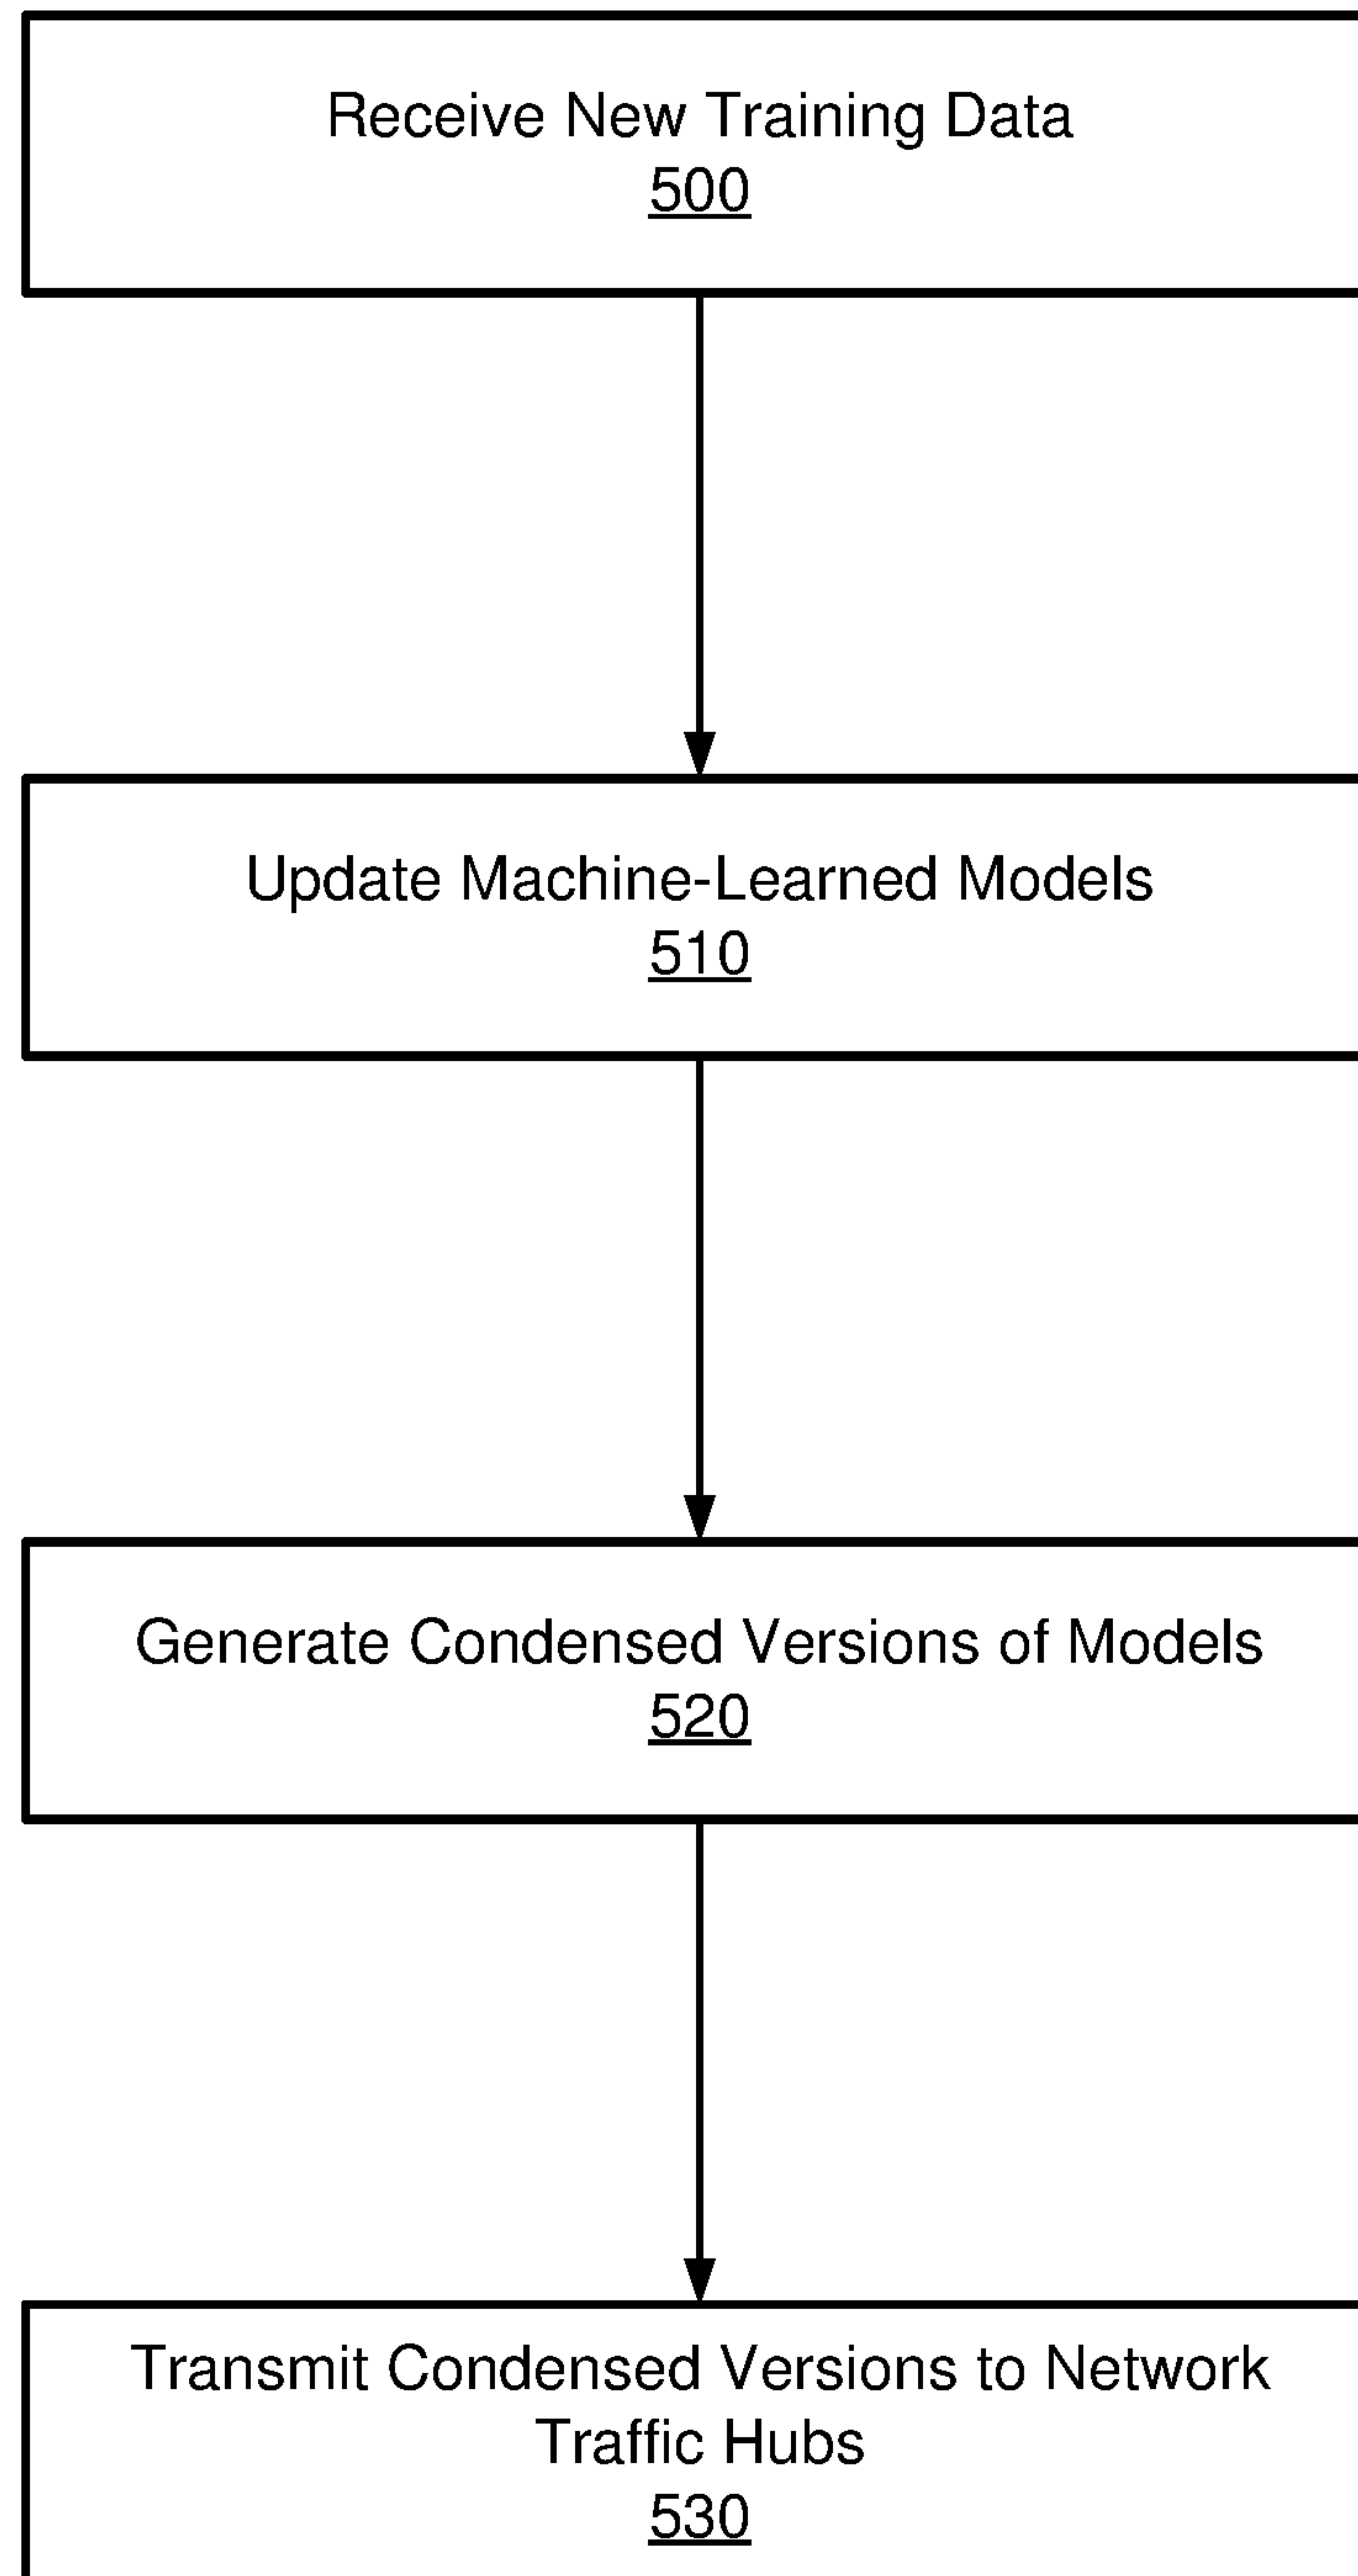 Receive New Training Data
500
Update Machine-Learned Models
510
Generate Condensed Versions of Models
520
Transmit Condensed Versions to Network
Traffic Hubs
530